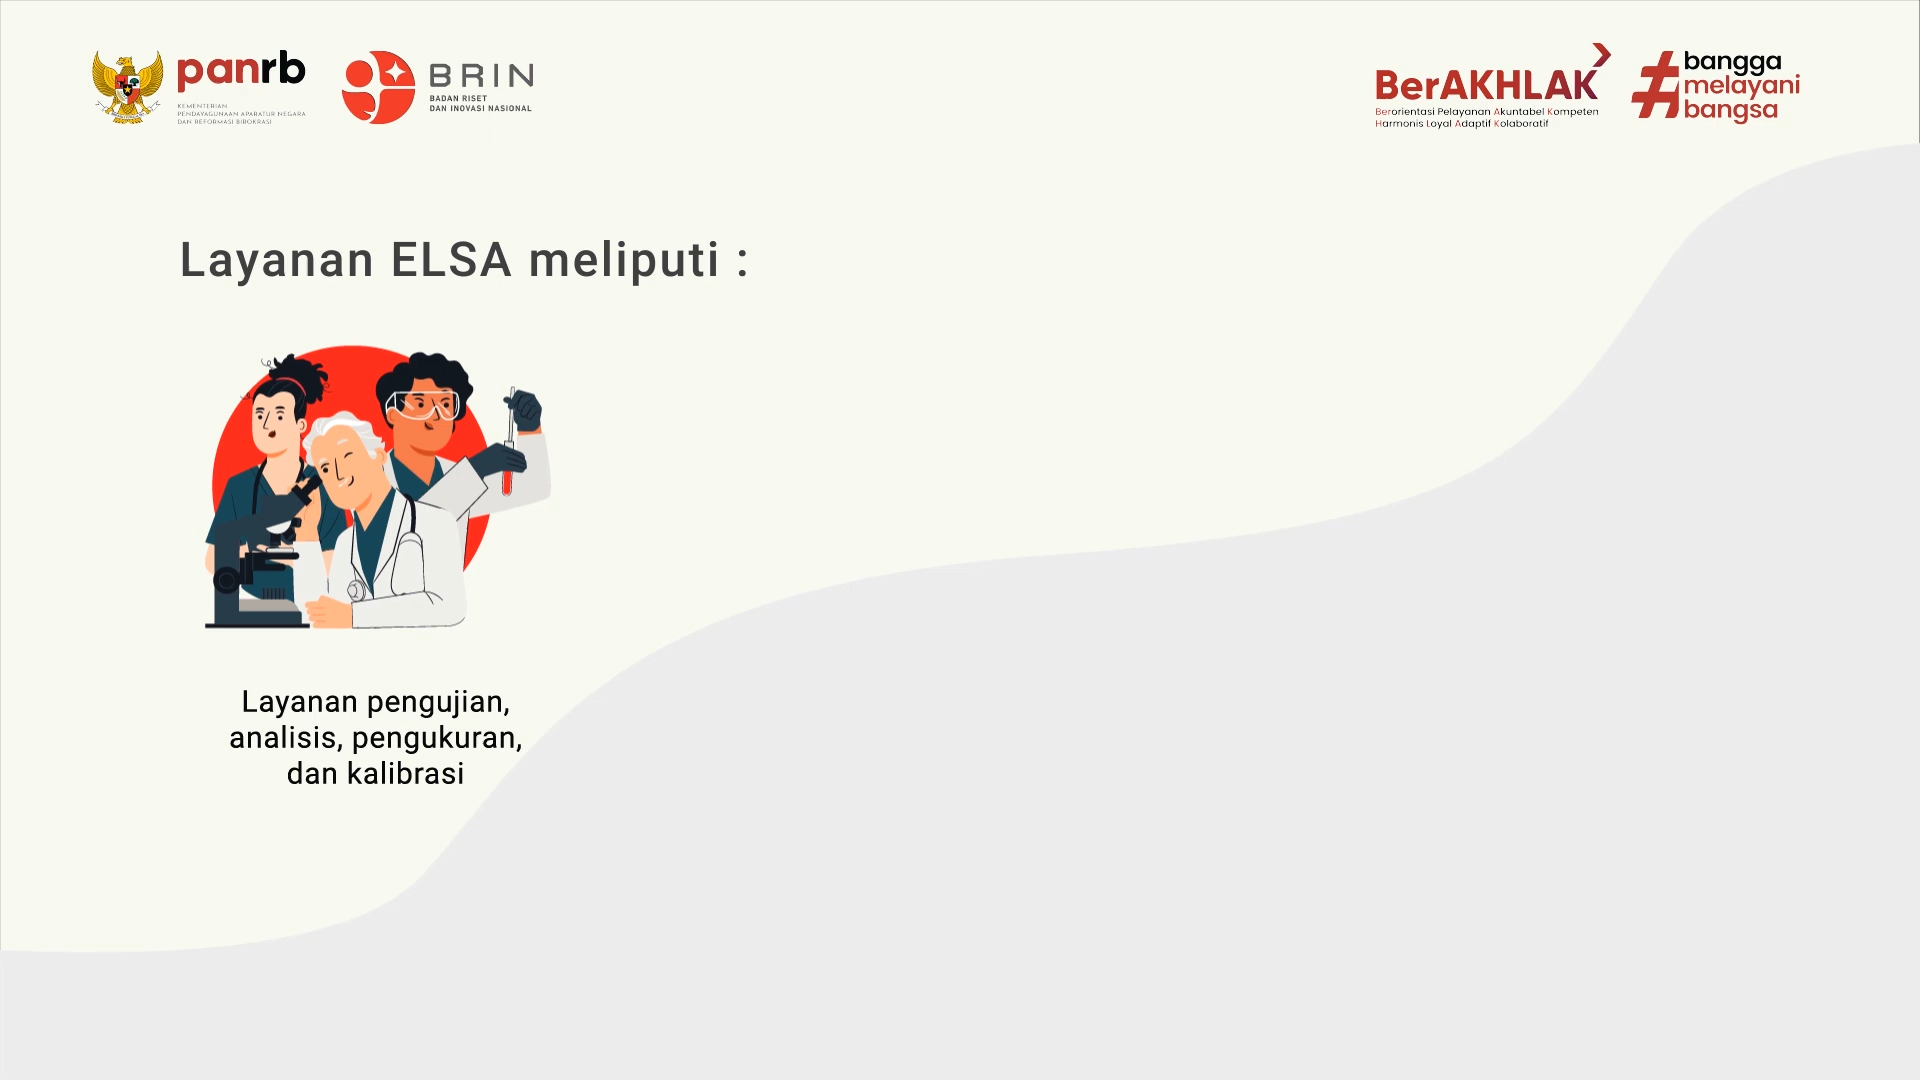 panrb
KEMENTERIAN
PENDAYAGUNAAN APARATUR NEGARA
DAN REFORMASI BIROKRASI
BRIN
BADAN RISET
DAN INOVASI NASIONAL
BerAKHLAK
Berorientasi Pelayanan Akuntabel Kompeten
Harmonis Loyal Adaptif Kolaboratif
#
bangga
melayani
bangsa
Layanan ELSA meliputi :
Layanan pengujian,
analisis, pengukuran,
dan kalibrasi